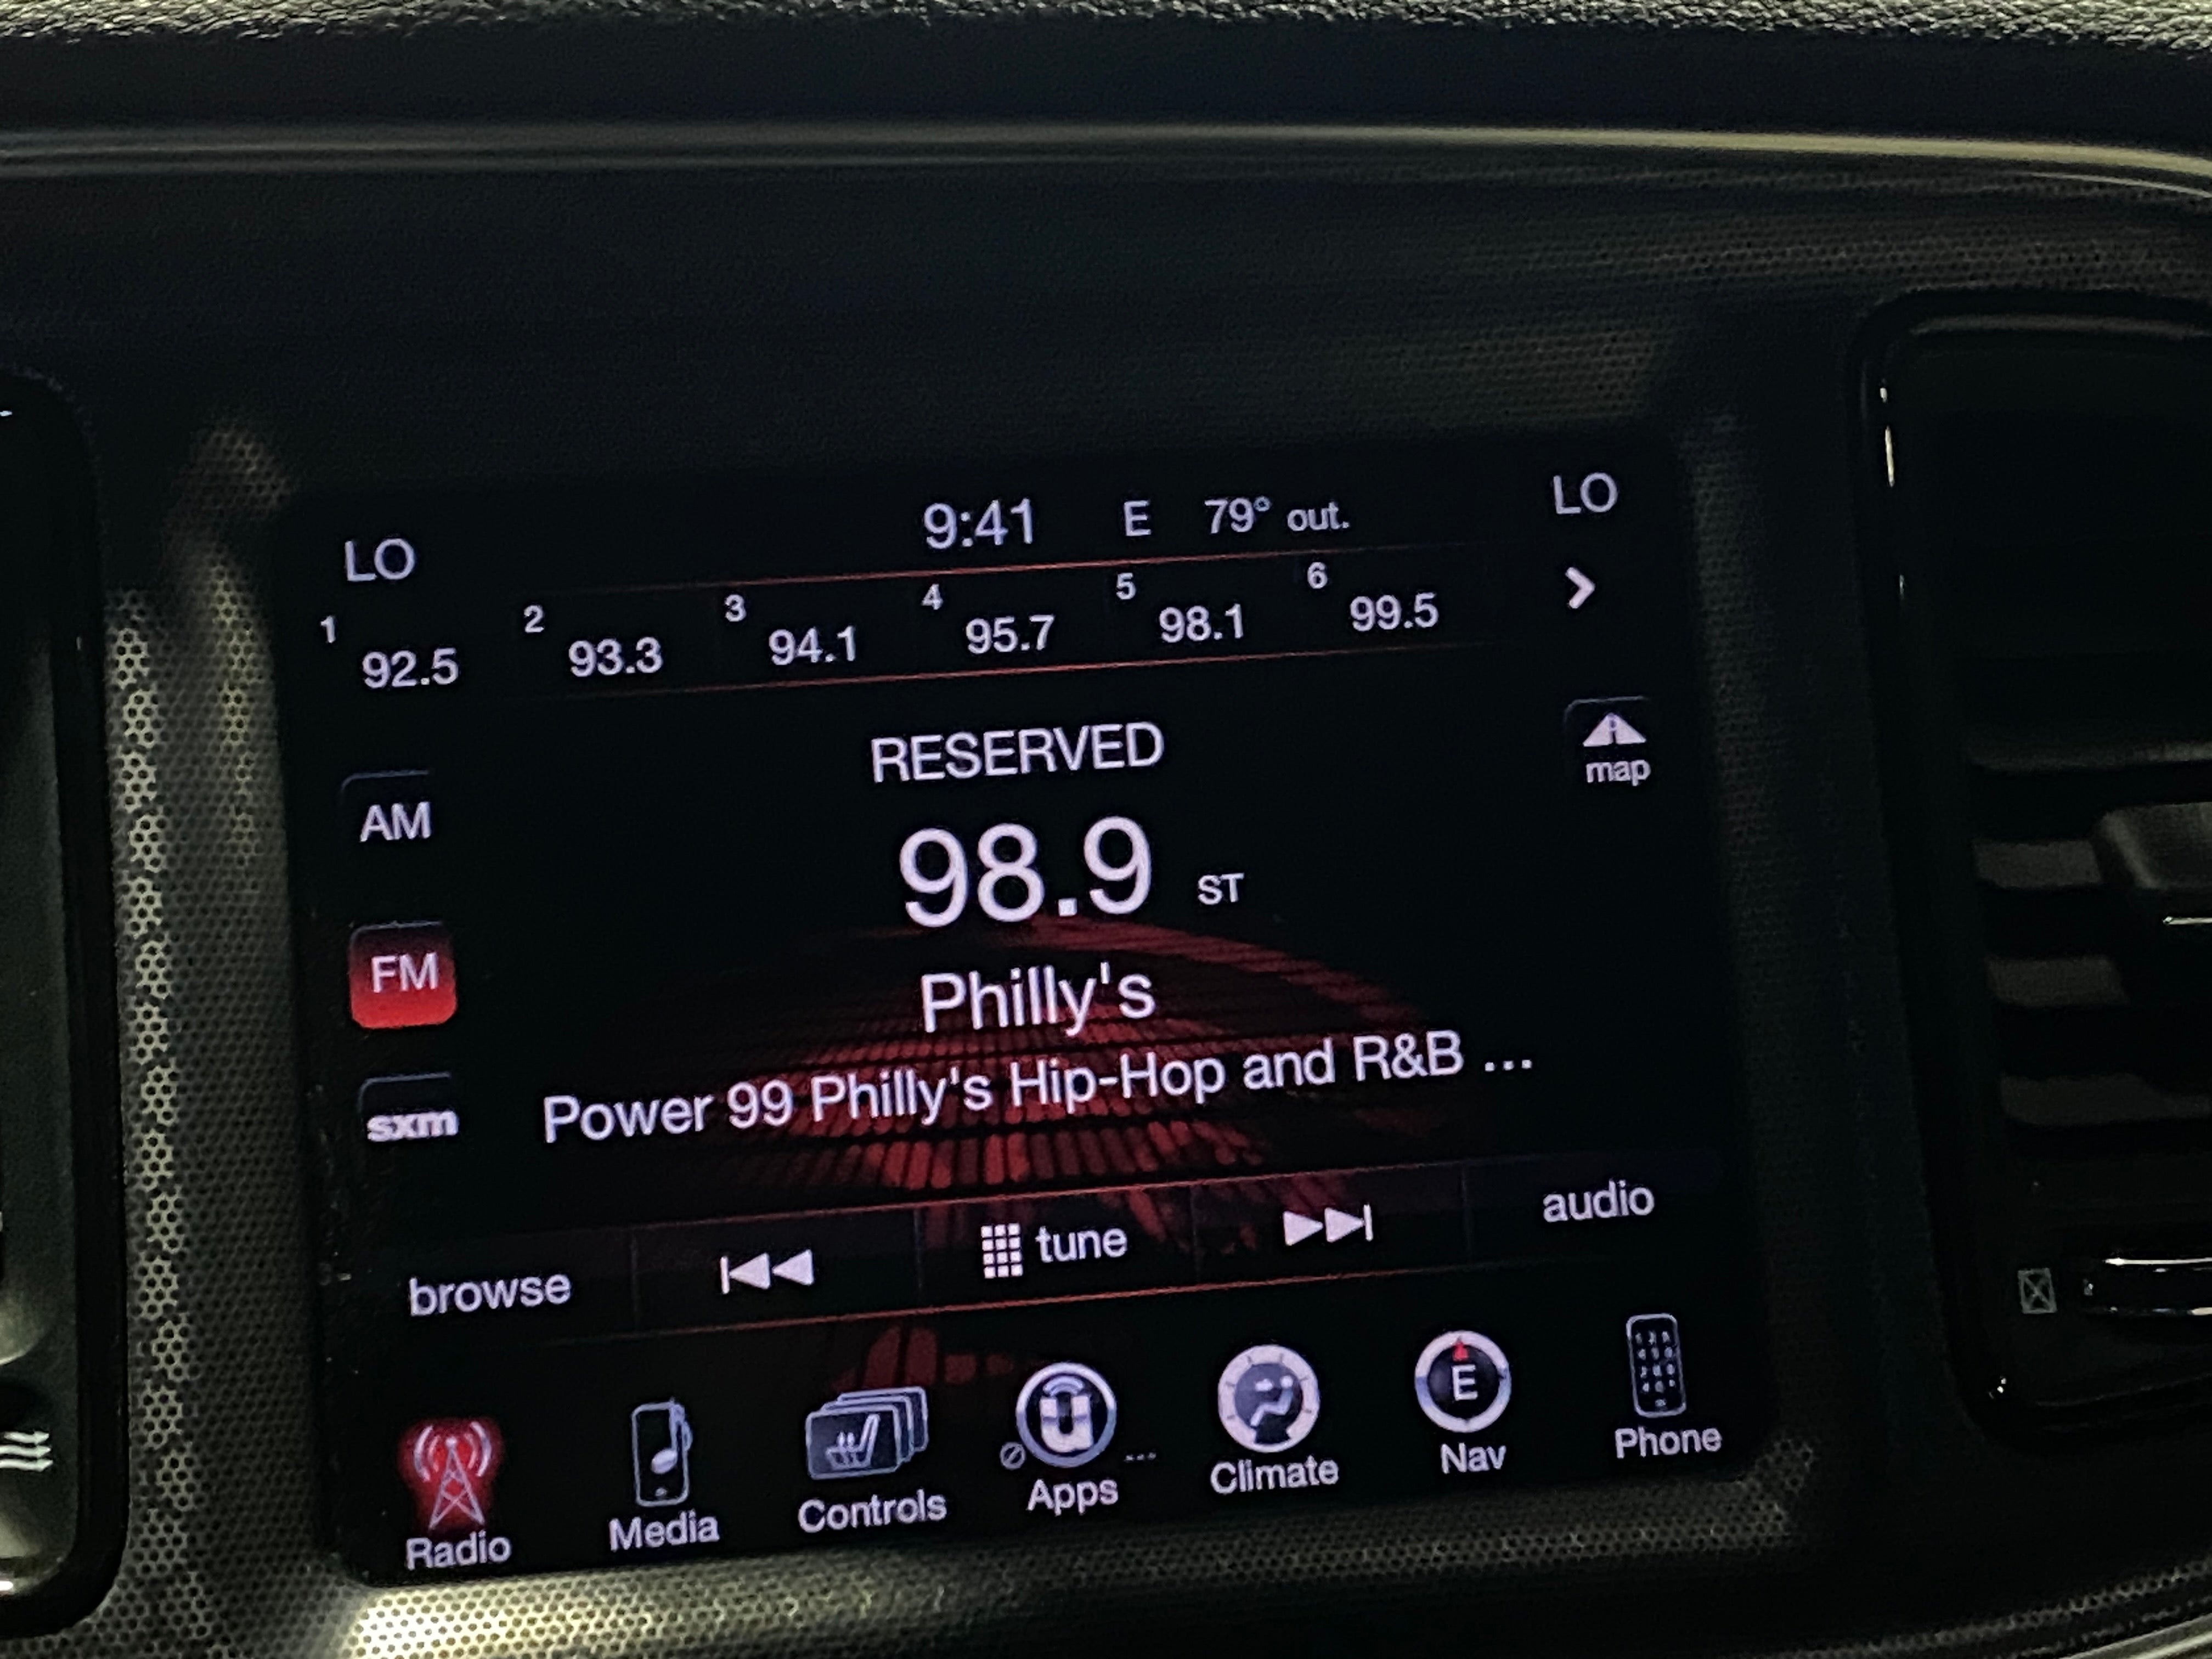 LO 9:41 E 79° out. LO
1 92.5 2 93.3 3 94.1 4 95.7 5 98.1 6 99.5
RESERVED
map
AM
98.9 ST
FM
Philly's
Power 99 Philly's Hip-Hop and R&B ...
sxm
browse tune audio
E
Radio Media Controls Apps Climate Nav Phone